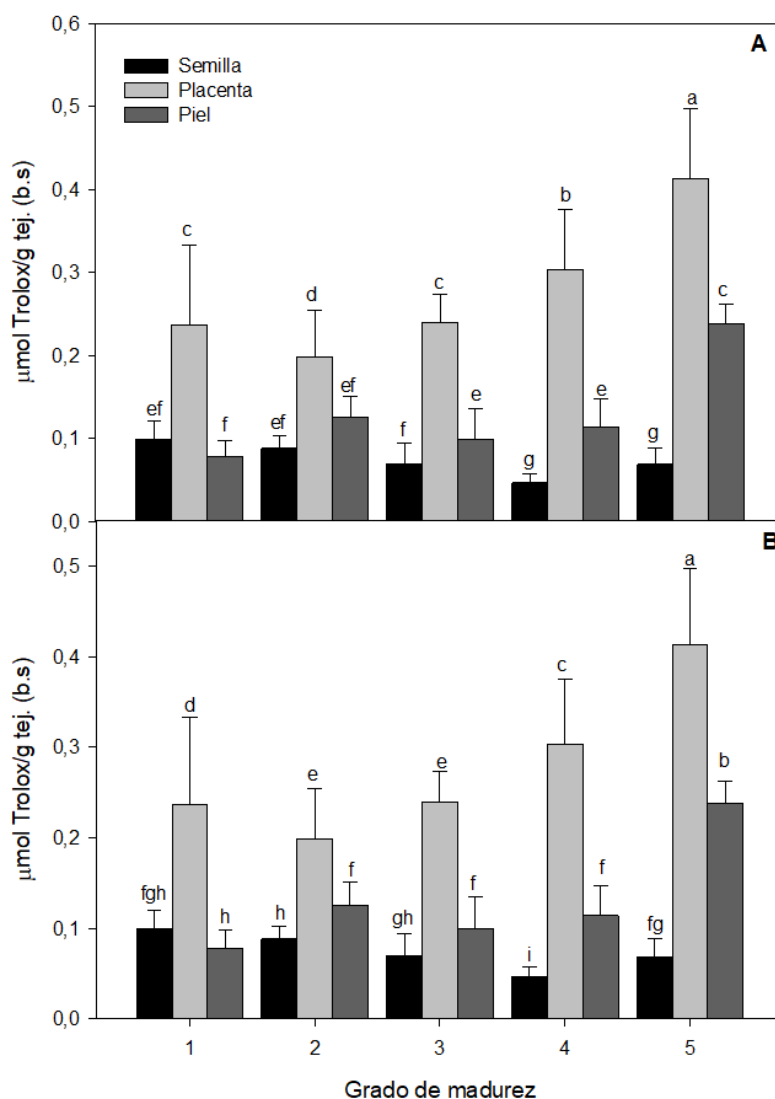 0,6
A
Semilla
Placenta
Piel
a
0,5
μmol Trolox/g tej. (b.s)
0,4
b
c
c
c
0,3
d
0,2
ef
ef
ef
e
e
f
f
g
g
0,1
0,0
B
a
0,5
μmol Trolox/g tej. (b.s)
0,4
c
d
b
e
e
0,3
0,2
fgh
h
h
f
gh
f
i
f
fg
0,1
0,0
1 2 3 4 5
Grado de madurez